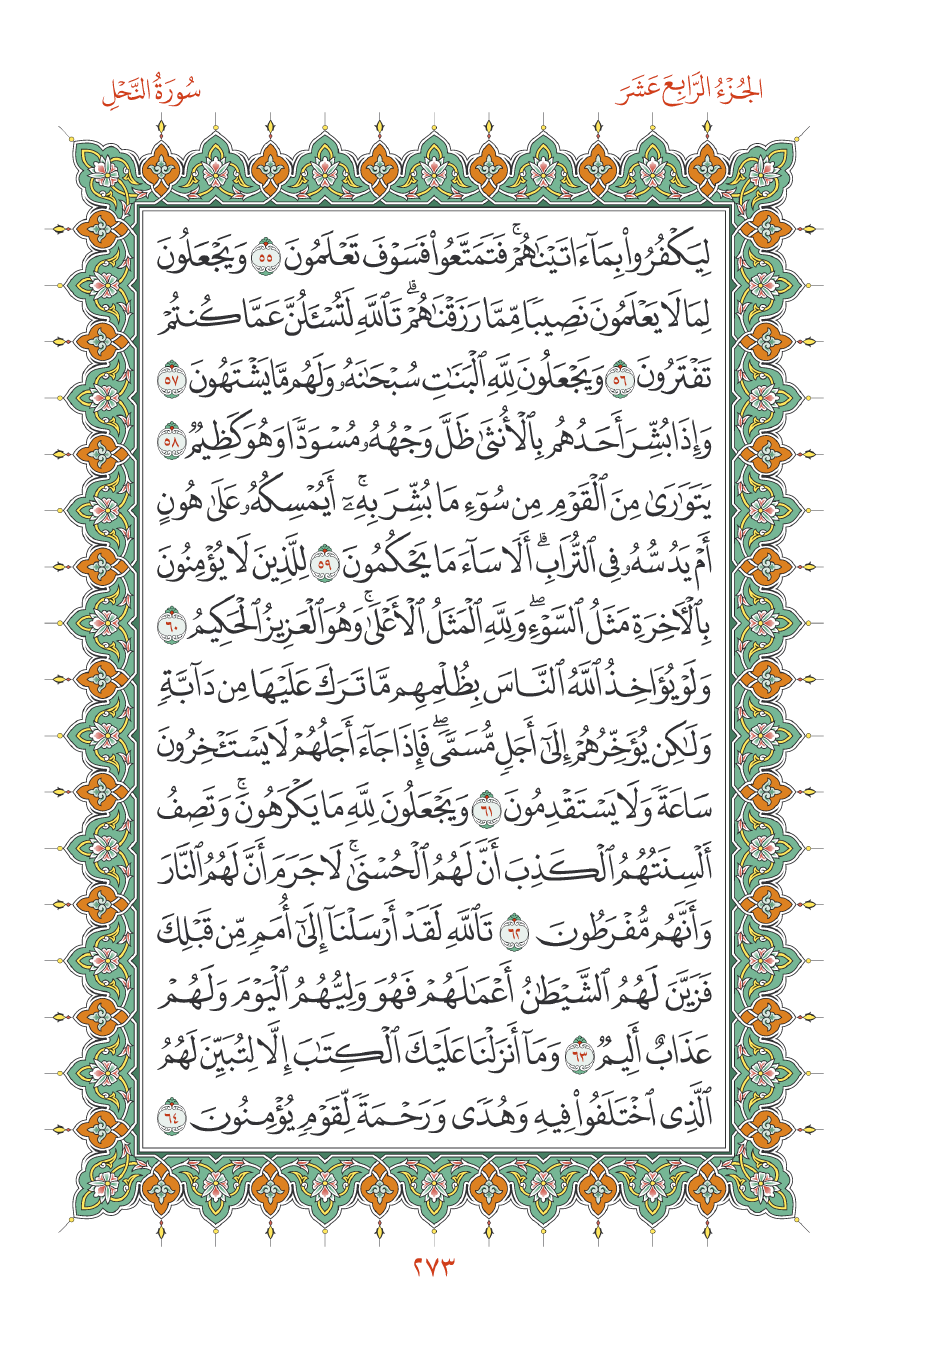 الجُزْءُ الرَّابِعَ عَشَرَ
سُورَةُ النَّحْلِ
لِيَكْفُرُوا۟ بِمَآ ءَاتَيْنَٰهُمْ ۚ فَتَمَتَّعُوا۟ فَسَوْفَ تَعْلَمُونَ ٥٥ وَيَجْعَلُونَ
لِمَا لَا يَعْلَمُونَ نَصِيبًا مِّمَّا رَزَقْنَٰهُمْ ۗ تَٱللَّهِ لَتُسْـَٔلُنَّ عَمَّا كُنتُمْ
تَفْتَرُونَ ٥٦ وَيَجْعَلُونَ لِلَّهِ ٱلْبَنَٰتِ سُبْحَٰنَهُۥ وَلَهُم مَّا يَشْتَهُونَ ٥٧
وَإِذَا بُشِّرَ أَحَدُهُم بِٱلْأُنثَىٰ ظَلَّ وَجْهُهُۥ مُسْوَدًّا وَهُوَ كَظِيمٌ ٥٨
يَتَوَٰرَىٰ مِنَ ٱلْقَوْمِ مِن سُوٓءِ مَا بُشِّرَ بِهِۦٓ ۚ أَيُمْسِكُهُۥ عَلَىٰ هُونٍ
أَمْ يَدُسُّهُۥ فِى ٱلتُّرَابِ ۗ أَلَا سَآءَ مَا يَحْكُمُونَ ٥٩ لِلَّذِينَ لَا يُؤْمِنُونَ
بِٱلْـَٔاخِرَةِ مَثَلُ ٱلسَّوْءِ ۖ وَلِلَّهِ ٱلْمَثَلُ ٱلْأَعْلَىٰ ۚ وَهُوَ ٱلْعَزِيزُ ٱلْحَكِيمُ ٦٠
وَلَوْ يُؤَاخِذُ ٱللَّهُ ٱلنَّاسَ بِظُلْمِهِم مَّا تَرَكَ عَلَيْهَا مِن دَآبَّةٍ
وَلَٰكِن يُؤَخِّرُهُمْ إِلَىٰٓ أَجَلٍ مُّسَمًّى ۖ فَإِذَا جَآءَ أَجَلُهُمْ لَا يَسْتَـْٔخِرُونَ
سَاعَةً ۖ وَلَا يَسْتَقْدِمُونَ ٦١ وَيَجْعَلُونَ لِلَّهِ مَا يَكْرَهُونَ ۚ وَتَصِفُ
أَلْسِنَتُهُمُ ٱلْكَذِبَ أَنَّ لَهُمُ ٱلْحُسْنَىٰ ۚ لَا جَرَمَ أَنَّ لَهُمُ ٱلنَّارَ
وَأَنَّهُم مُّفْرَطُونَ ٦٢ تَٱللَّهِ لَقَدْ أَرْسَلْنَآ إِلَىٰٓ أُمَمٍ مِّن قَبْلِكَ
فَزَيَّنَ لَهُمُ ٱلشَّيْطَٰنُ أَعْمَٰلَهُمْ فَهُوَ وَلِيُّهُمُ ٱلْيَوْمَ وَلَهُمْ
عَذَابٌ أَلِيمٌ ٦٣ وَمَآ أَنزَلْنَا عَلَيْكَ ٱلْكِتَٰبَ إِلَّا لِتُبَيِّنَ لَهُمُ
ٱلَّذِى ٱخْتَلَفُوا۟ فِيهِ ۙ وَهُدًى وَرَحْمَةً لِّقَوْمٍ يُؤْمِنُونَ ٦٤
٢٧٣